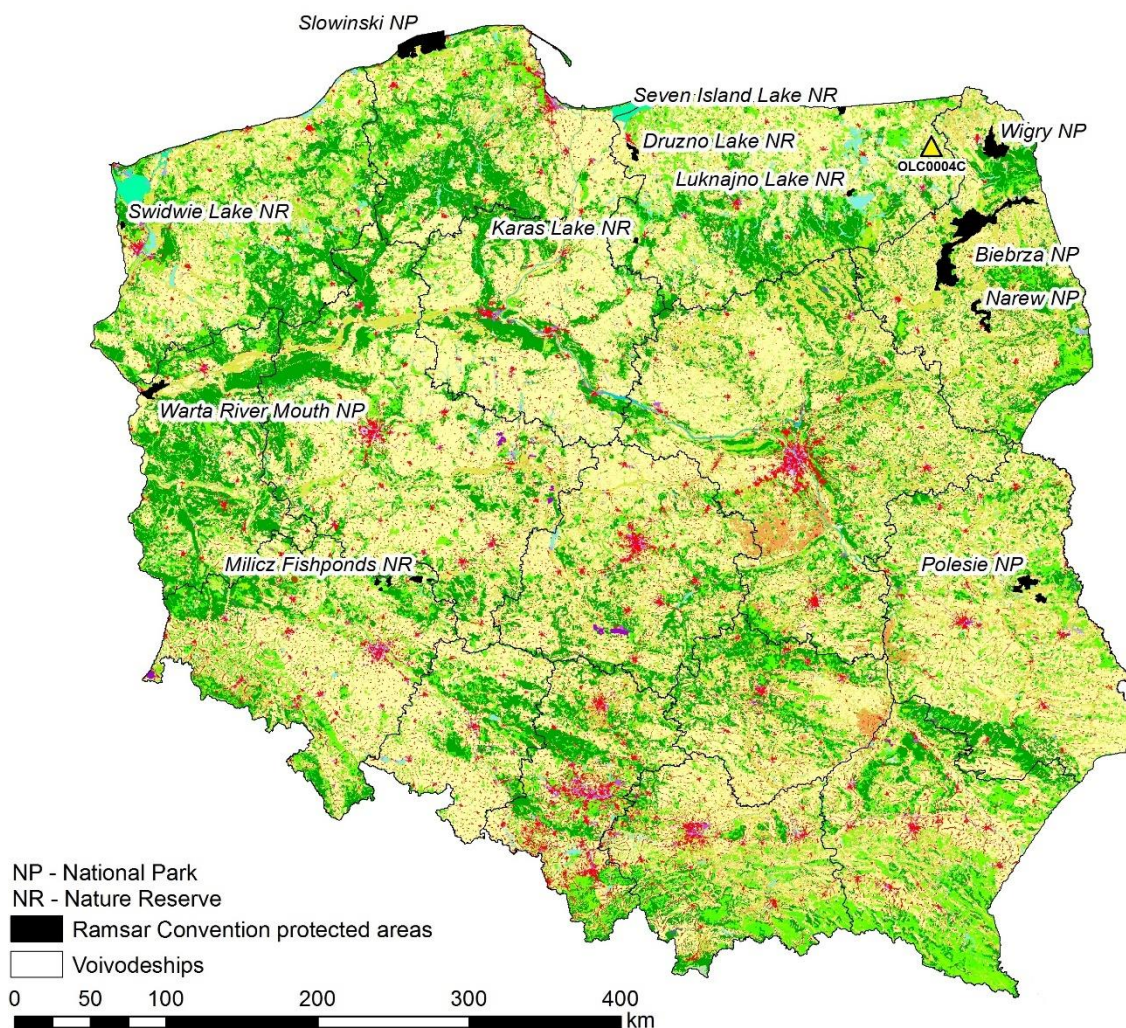 Slowinski NP
Seven Island Lake NR
Wigry NP
Druzno Lake NR
OLC0004C
Luknajno Lake NR
Swidwie Lake NR
Karas Lake NR
Biebrza NP
Narew NP
Warta River Mouth NP
Milicz Fishponds NR
Polesie NP
NP - National Park
NR - Nature Reserve
Ramsar Convention protected areas
Voivodeships
0 50 100 200 300 400
km